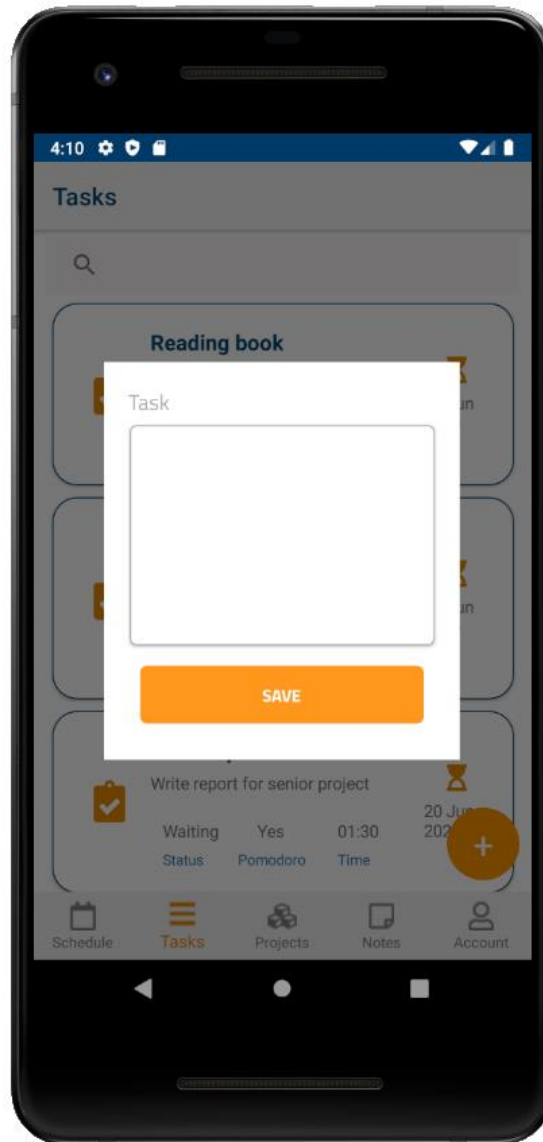 4:10
Tasks
Reading book
Task
SAVE
Write report for senior project
20 Jun
Waiting Yes 01:30
Status Pomodoro Time
+
Schedule Tasks Projects Notes Account